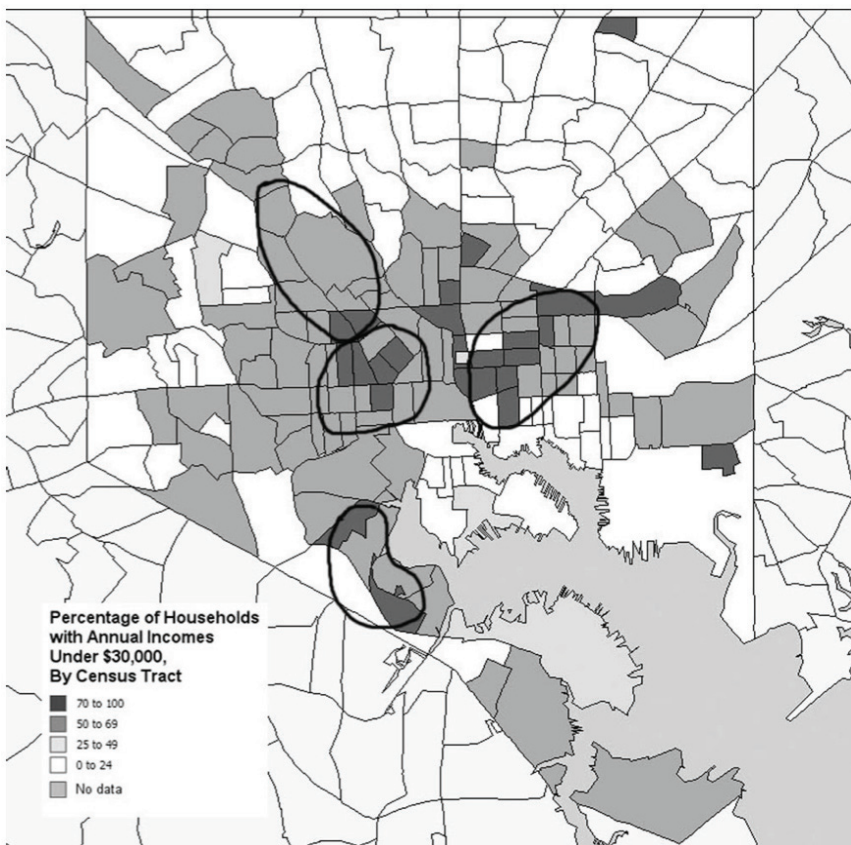 Percentage of Households
with Annual Incomes
Under $30,000,
By Census Tract
70 to 100
50 to 69
25 to 49
0 to 24
No data